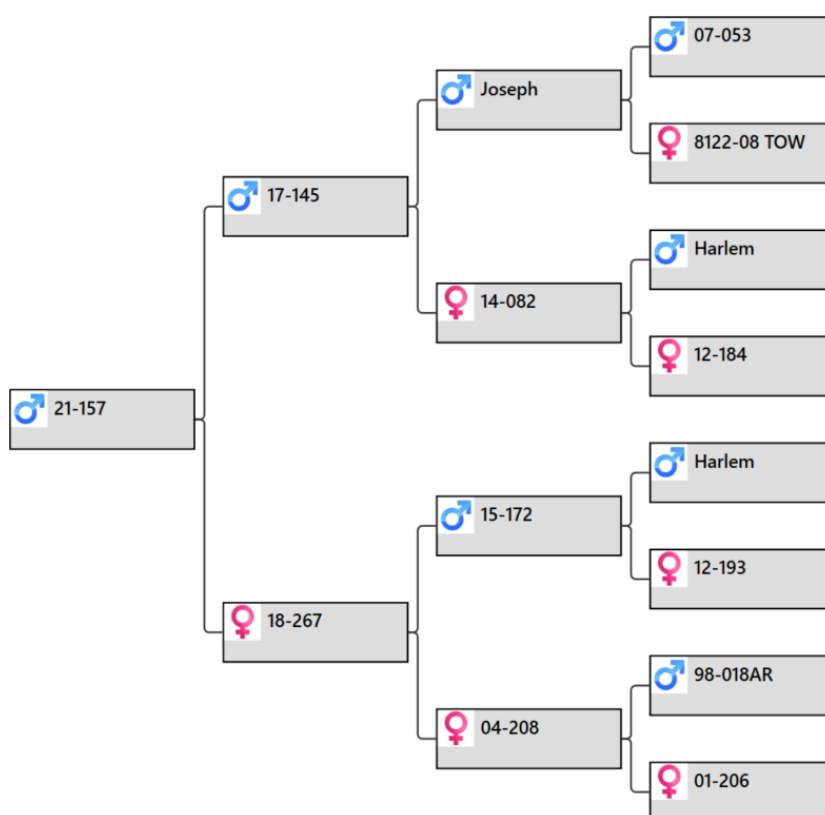 07-053
Joseph
8122-08 TOW
17-145
Harlem
14-082
12-184
21-157
Harlem
15-172
12-193
18-267
98-018AR
04-208
01-206